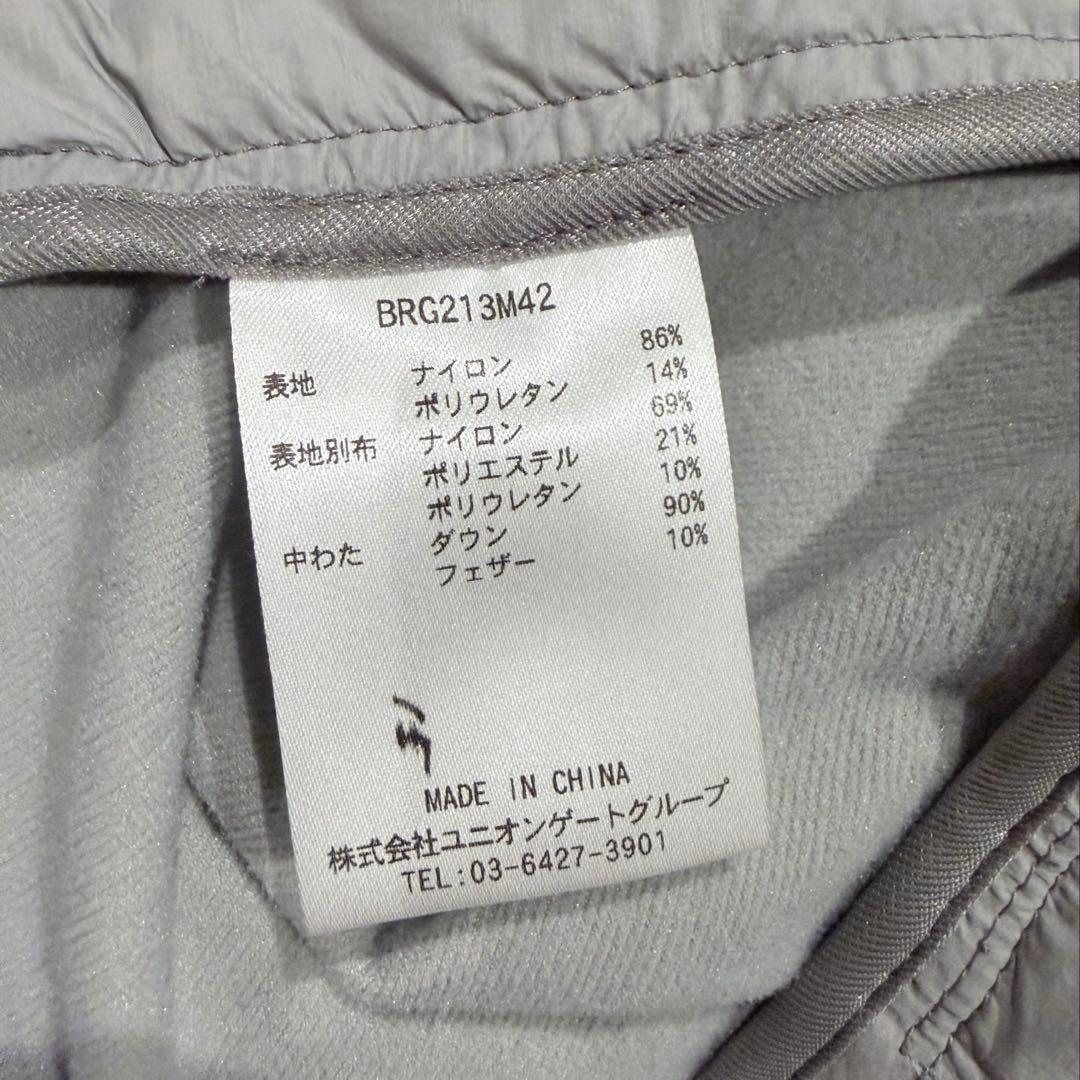 BRG213M42
表地 ナイロン 86%
ポリウレタン 14%
表地別布 ナイロン 69%
ポリエステル 21%
ポリウレタン 10%
中わた ダウン 90%
フェザー 10%
MADE IN CHINA
株式会社ユニオンゲートグループ
TEL:03-6427-3901